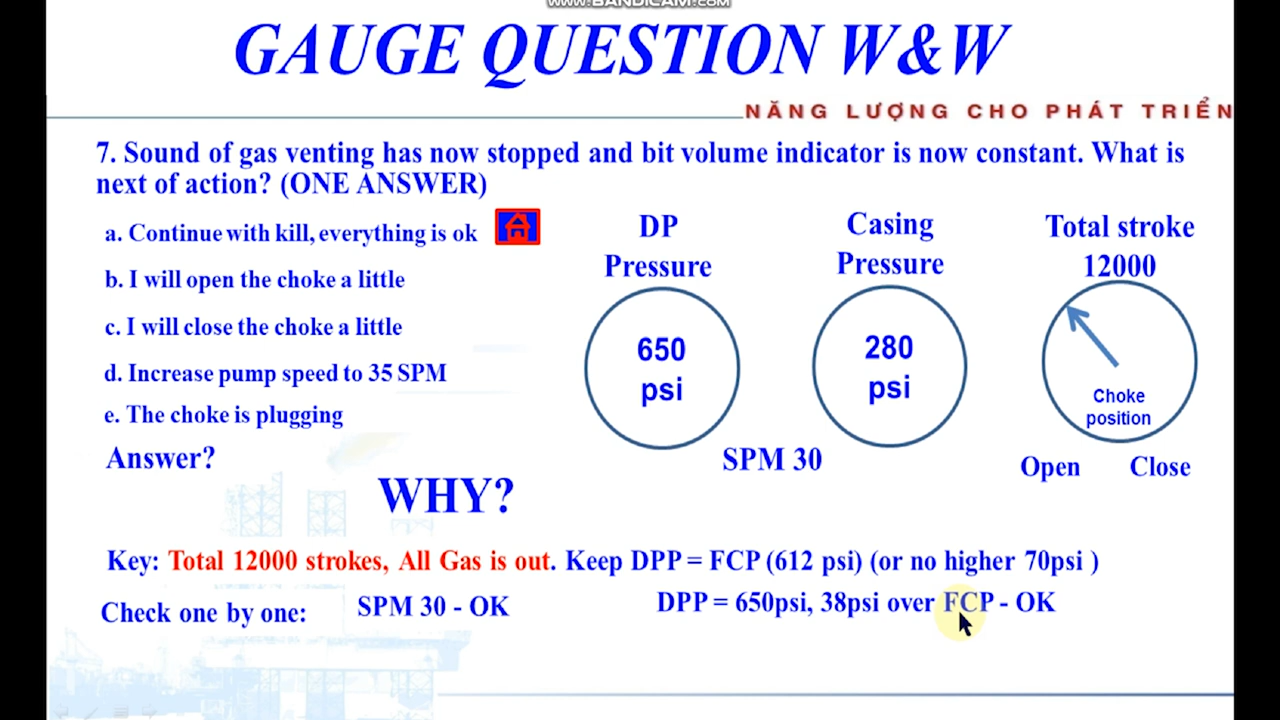 WWW.BANDICAM.COM
GAUGE QUESTION W&W
NĂNG LƯỢNG CHO PHÁT TRIỂN
7. Sound of gas venting has now stopped and bit volume indicator is now constant. What is
next of action? (ONE ANSWER)
a. Continue with kill, everything is ok
b. I will open the choke a little
c. I will close the choke a little
d. Increase pump speed to 35 SPM
e. The choke is plugging
Answer?
DP
Pressure
650
psi
Casing
Pressure
280
psi
SPM 30
Total stroke
12000
Choke
position
Open Close
WHY?
Key: Total 12000 strokes, All Gas is out. Keep DPP = FCP (612 psi) (or no higher 70psi )
Check one by one: SPM 30 - OK DPP = 650psi, 38psi over FCP - OK